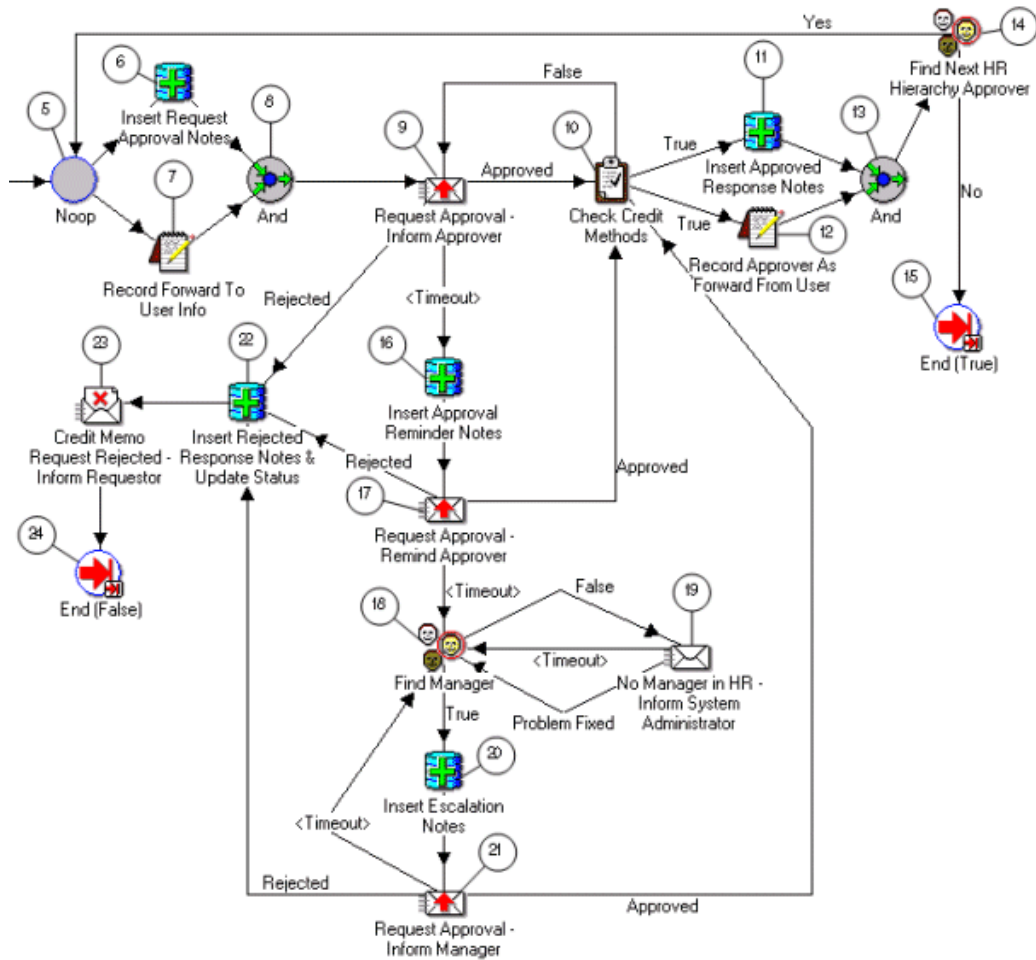 Yes
14
6
11
Find Next HR
Hierarchy Approver
False
5
8
Insert Request
Approval Notes
9
10
13
True
Insert Approved
Response Notes
No
7
Approved
Noop
And
Request Approval -
Inform Approver
Check Credit
Methods
True
And
12
Record Forward To
User Info
Record Approver As
Forward From User
Rejected
<Timeout>
15
22
16
23
End (True)
Insert Approval
Reminder Notes
Credit Memo
Request Rejected -
Inform Requestor
Insert Rejected
Response Notes &
Update Status
Rejected
Approved
17
24
Request Approval -
Remind Approver
<Timeout>
False
19
End (False)
18
<Timeout>
Find Manager
No Manager in HR -
Inform System
Administrator
True
Problem Fixed
20
Insert Escalation
Notes
<Timeout>
21
Rejected
Approved
Request Approval -
Inform Manager